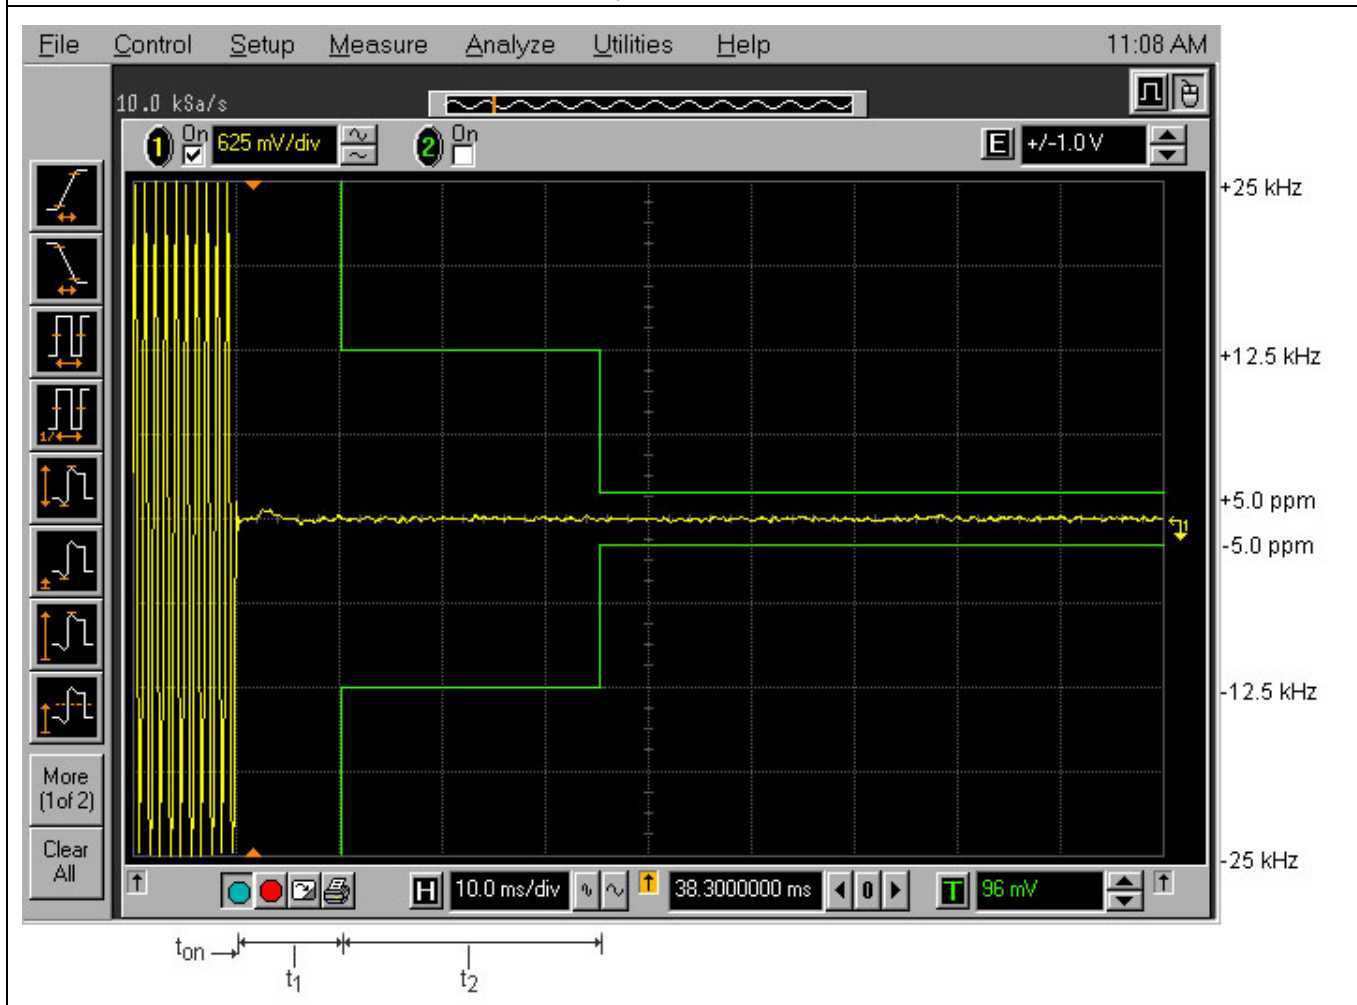 File Control Setup Measure Analyze Utilities Help 11:08 AM
10.0 kSa/s
1 On 625 mV/div 2 On E +/-1.0 V
+25 kHz
+12.5 kHz
1/
+5.0 ppm
1
-5.0 ppm
-12.5 kHz
More
(1of 2)
Clear
All
-25 kHz
H 10.0 ms/div 38.3000000 ms 0 T 96 mV
ton
t1 t2